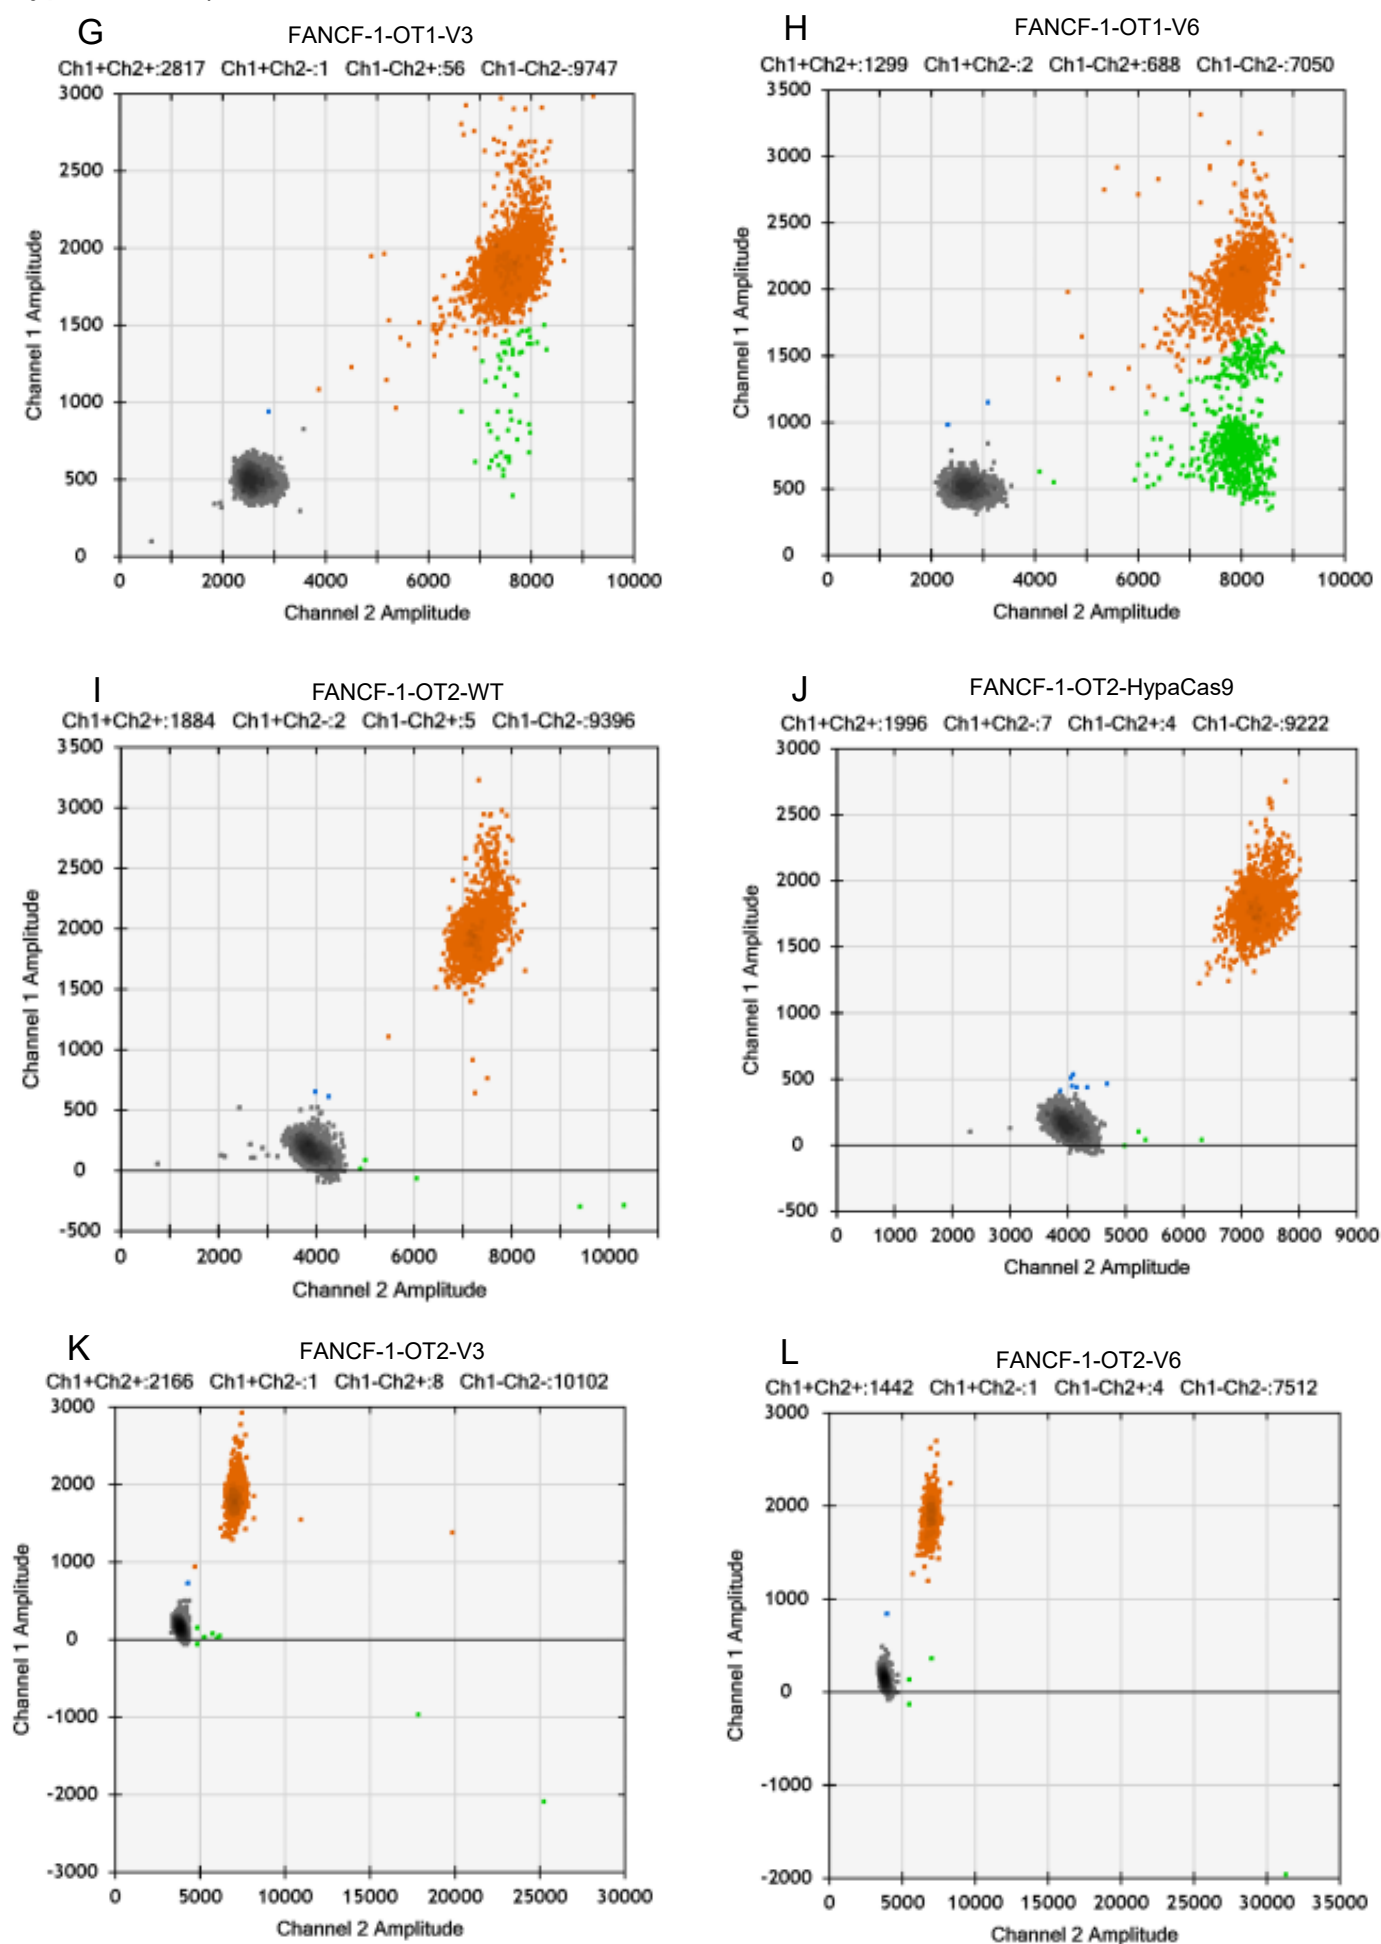 G
FANCF-1-OT1-V3
Ch1+Ch2+:2817 Ch1+Ch2-:1 Ch1-Ch2+:56 Ch1-Ch2-:9747
3000
2500
2000
1500
1000
500
0
Channel 1 Amplitude
0 2000 4000 6000 8000 10000
Channel 2 Amplitude
H
FANCF-1-OT1-V6
Ch1+Ch2+:1299 Ch1+Ch2-:2 Ch1-Ch2+:688 Ch1-Ch2-:7050
3500
3000
2500
2000
1500
1000
500
0
Channel 1 Amplitude
0 2000 4000 6000 8000 10000
Channel 2 Amplitude
I
FANCF-1-OT2-WT
Ch1+Ch2+:1884 Ch1+Ch2-:2 Ch1-Ch2+:5 Ch1-Ch2-:9396
3500
3000
2500
2000
1500
1000
500
0
-500
Channel 1 Amplitude
0 2000 4000 6000 8000 10000
Channel 2 Amplitude
J
FANCF-1-OT2-HypaCas9
Ch1+Ch2+:1996 Ch1+Ch2-:7 Ch1-Ch2+:4 Ch1-Ch2-:9222
3000
2500
2000
1500
1000
500
0
-500
Channel 1 Amplitude
0 1000 2000 3000 4000 5000 6000 7000 8000 9000
Channel 2 Amplitude
K
FANCF-1-OT2-V3
Ch1+Ch2+:2166 Ch1+Ch2-:1 Ch1-Ch2+:8 Ch1-Ch2-:10102
3000
2000
1000
0
-1000
-2000
-3000
Channel 1 Amplitude
0 5000 10000 15000 20000 25000 30000
Channel 2 Amplitude
L
FANCF-1-OT2-V6
Ch1+Ch2+:1442 Ch1+Ch2-:1 Ch1-Ch2+:4 Ch1-Ch2-:7512
3000
2000
1000
0
-1000
-2000
Channel 1 Amplitude
0 5000 10000 15000 20000 25000 30000 35000
Channel 2 Amplitude